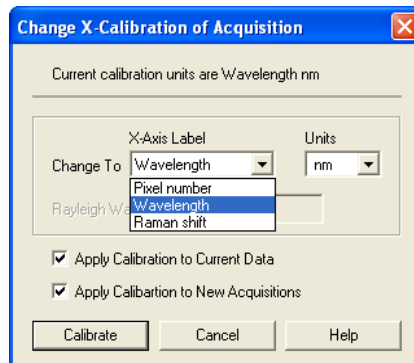 Change X-Calibration of Acquisition
Current calibration units are Wavelength nm
X-Axis Label Units
Change To Wavelength nm
Pixel number
Rayleigh Wavelength
Raman shift
Apply Calibration to Current Data
Apply Calibartion to New Acquisitions
Calibrate Cancel Help